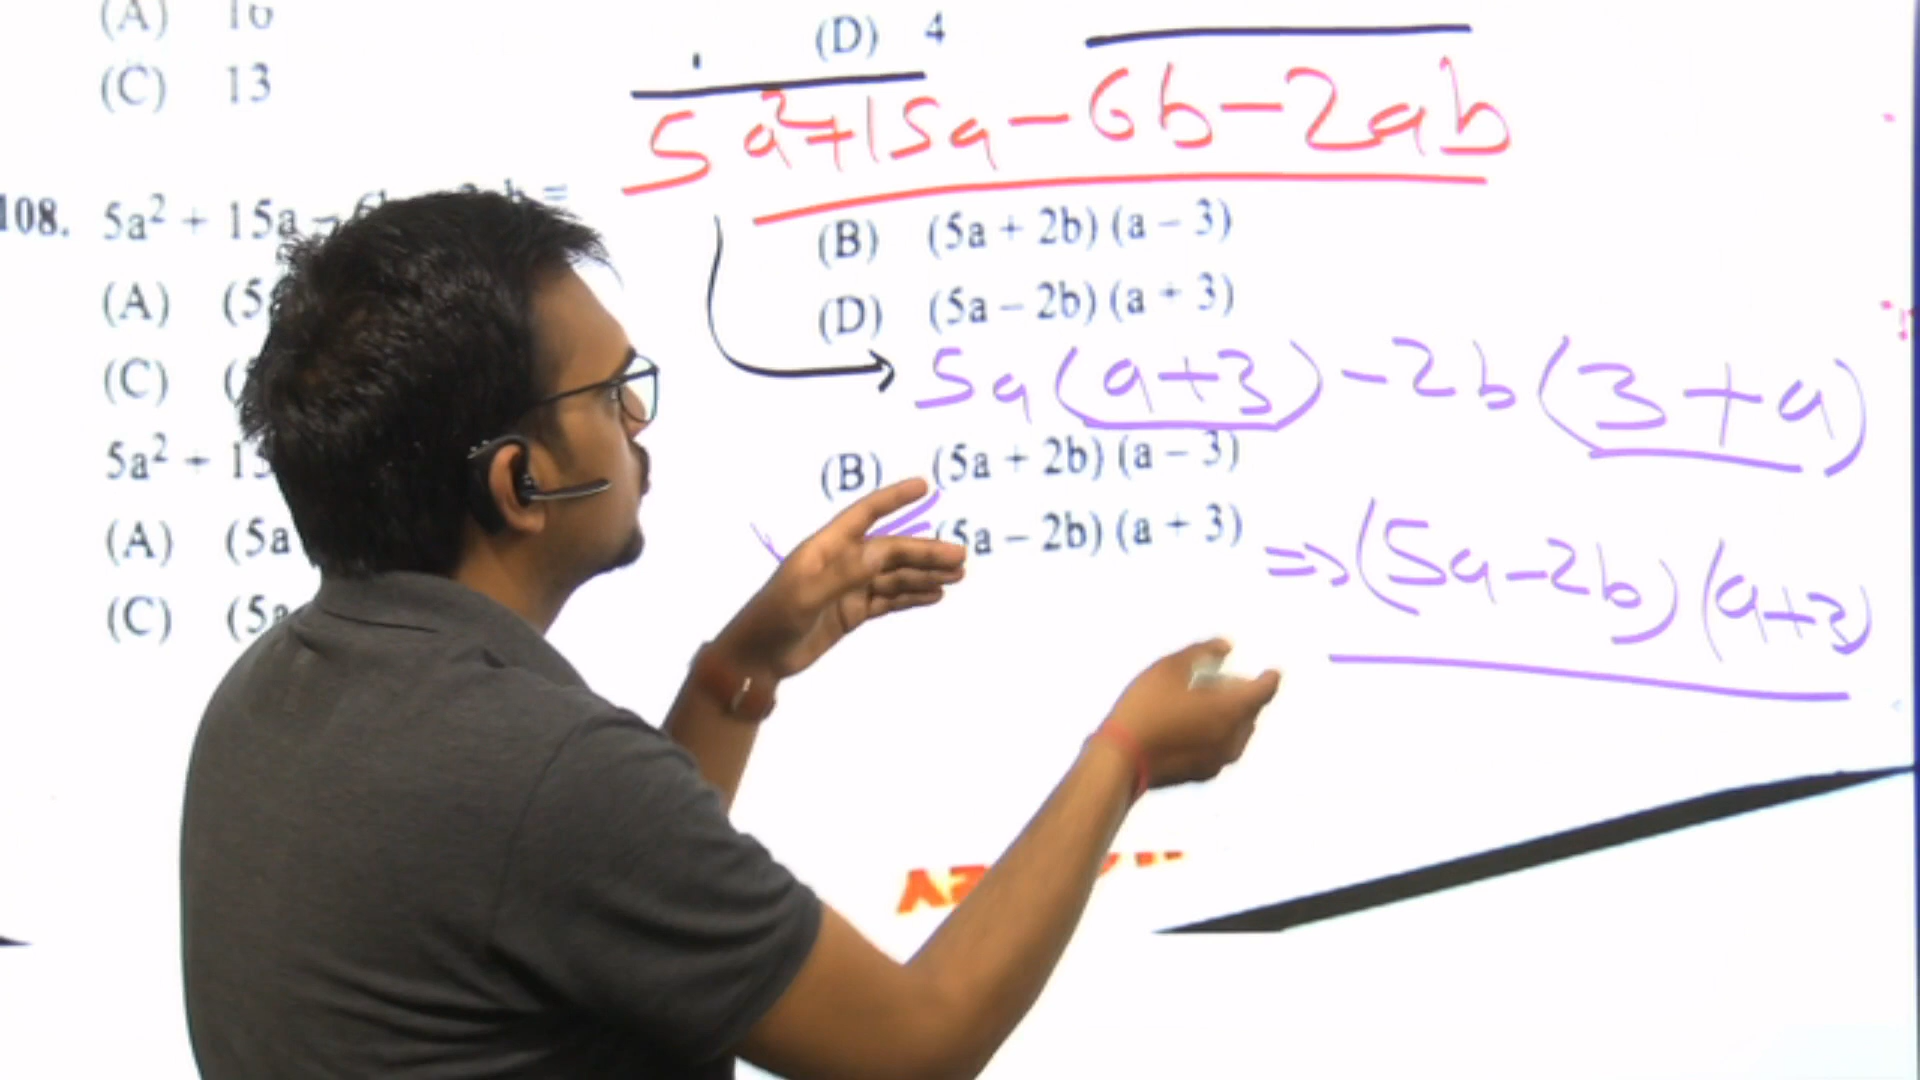 (A) 16
(D) 4
(C) 13
5a²+15a-6b-2ab
108. 5a² + 15a - =
(B) (5a + 2b) (a - 3)
(A) (5
(D) (5a - 2b) (a + 3)
(C) (
5a(a+3)-2b(3+a)
5a² + 15
(B) (5a + 2b) (a - 3)
(A) (5a
(5a - 2b) (a + 3)
⇒(5a-2b)(a+3)
(C) (5a